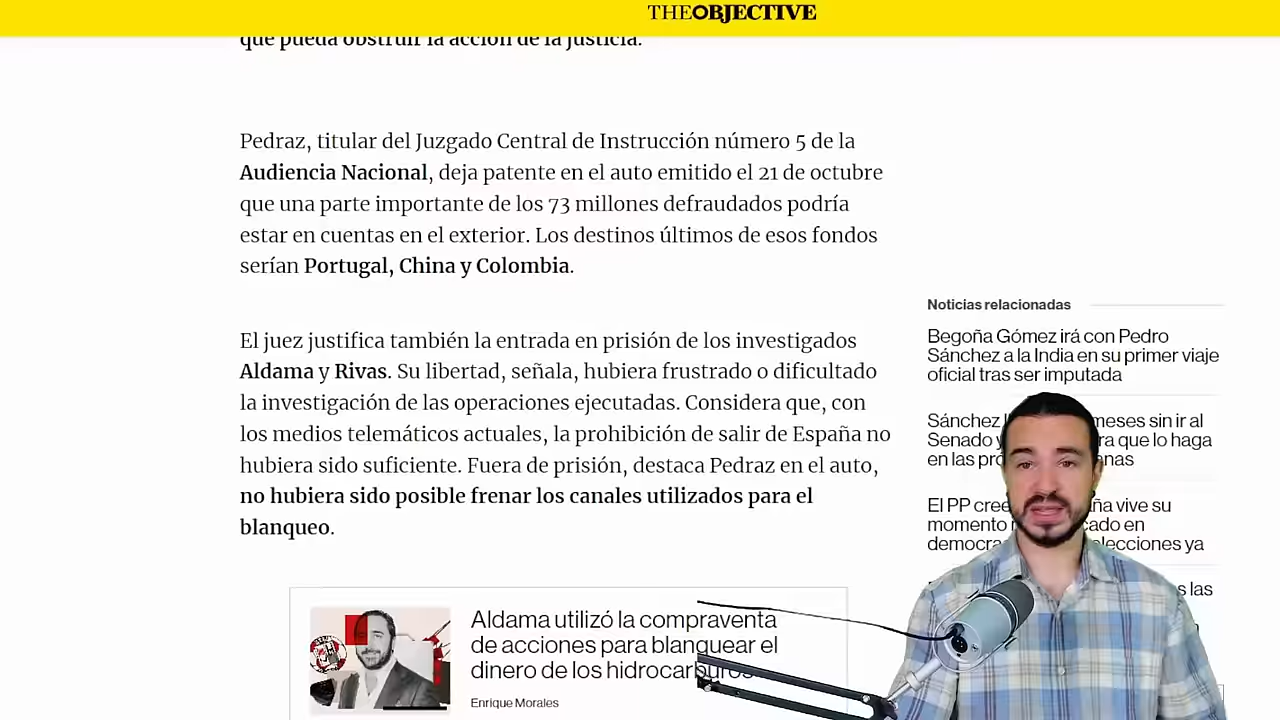 THEOBJECTIVE
que pueda obstruir la acción de la justicia.
Pedraz, titular del Juzgado Central de Instrucción número 5 de la
Audiencia Nacional, deja patente en el auto emitido el 21 de octubre
que una parte importante de los 73 millones defraudados podría
estar en cuentas en el exterior. Los destinos últimos de esos fondos
serían Portugal, China y Colombia.
El juez justifica también la entrada en prisión de los investigados
Aldama y Rivas. Su libertad, señala, hubiera frustrado o dificultado
la investigación de las operaciones ejecutadas. Considera que, con
los medios telemáticos actuales, la prohibición de salir de España no
hubiera sido suficiente. Fuera de prisión, destaca Pedraz en el auto,
no hubiera sido posible frenar los canales utilizados para el
blanqueo.
Aldama utilizó la compraventa
de acciones para blanquear el
dinero de los hidrocarburos
Enrique Morales
Noticias relacionadas
Begoña Gómez irá con Pedro
Sánchez a la India en su primer viaje
oficial tras ser imputada
Sánchez meses sin ir al
Senado y que lo haga
en las
El PP cree vive su
momento en
elecciones ya
las